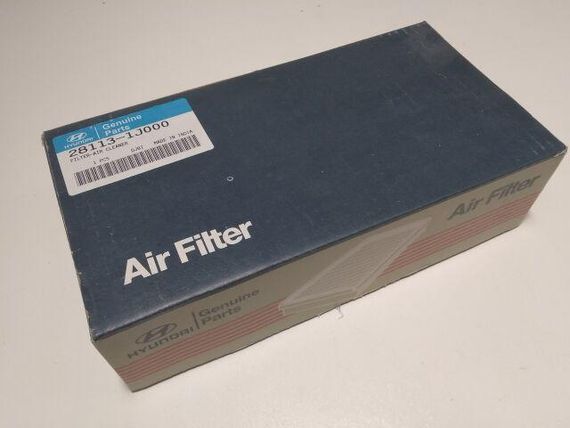 HYUNDAI
Genuine
Parts
28113-1J000
FILTER-AIR CLEANER
1 PCS DJBI MADE IN INDIA
Air Filter
Air Filter
HYUNDAI
Genuine
Parts